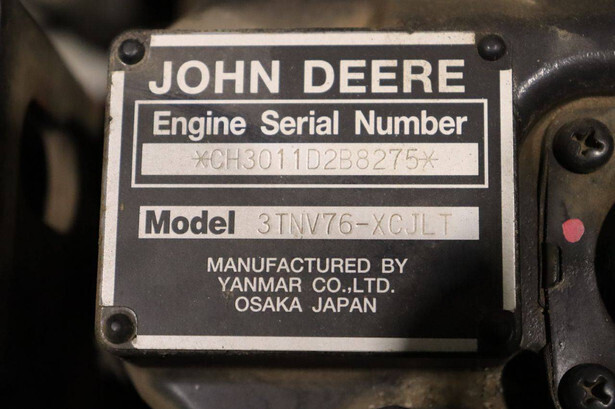 JOHN DEERE
Engine Serial Number
*CH3011D2B8275*
Model 3TNV76-XCJLT
MANUFACTURED BY
YANMAR CO.,LTD.
OSAKA JAPAN